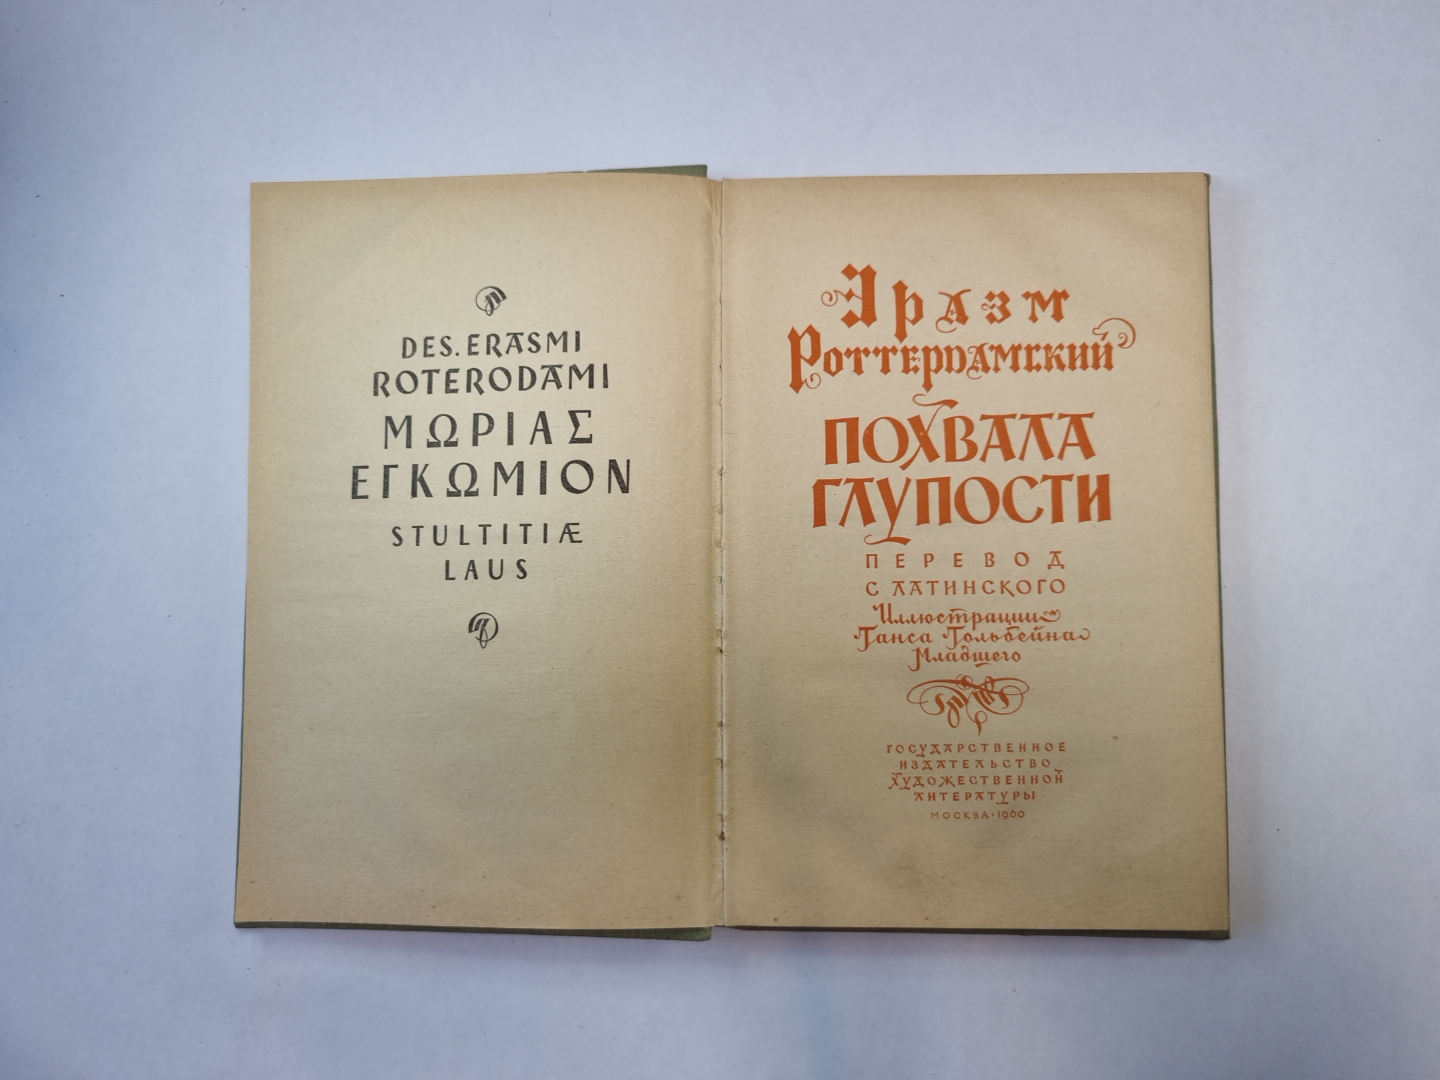 DES. ERASMI
ROTERODAMI
ΜΩΡΙΑΣ
ΕΓΚΩΜΙΟΝ
STULTITIÆ
LAUS
Эразм
Роттердамский
ПОХВАЛА
ГЛУПОСТИ
ПЕРЕВОД
С ЛАТИНСКОГО
Иллюстрации
Ганса Гольбейна
Младшего
ГОСУДАРСТВЕННОЕ
ИЗДАТЕЛЬСТВО
ХУДОЖЕСТВЕННОЙ
ЛИТЕРАТУРЫ
МОСКВА · 1960